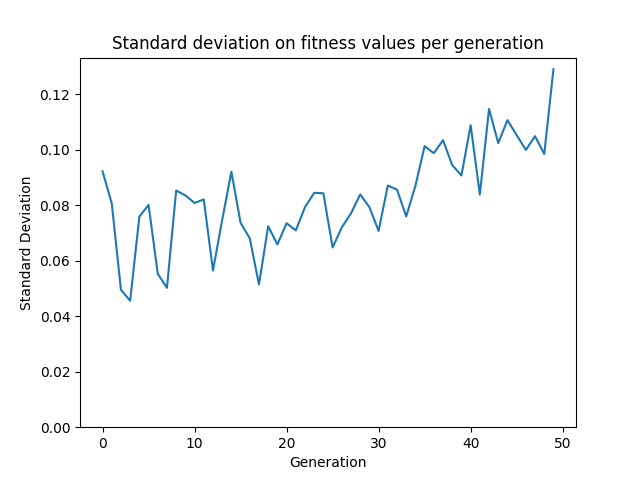 Standard deviation on fitness values per generation
0.12
0.10
0.08
0.06
0.04
0.02
0.00
Standard Deviation
0 10 20 30 40 50
Generation